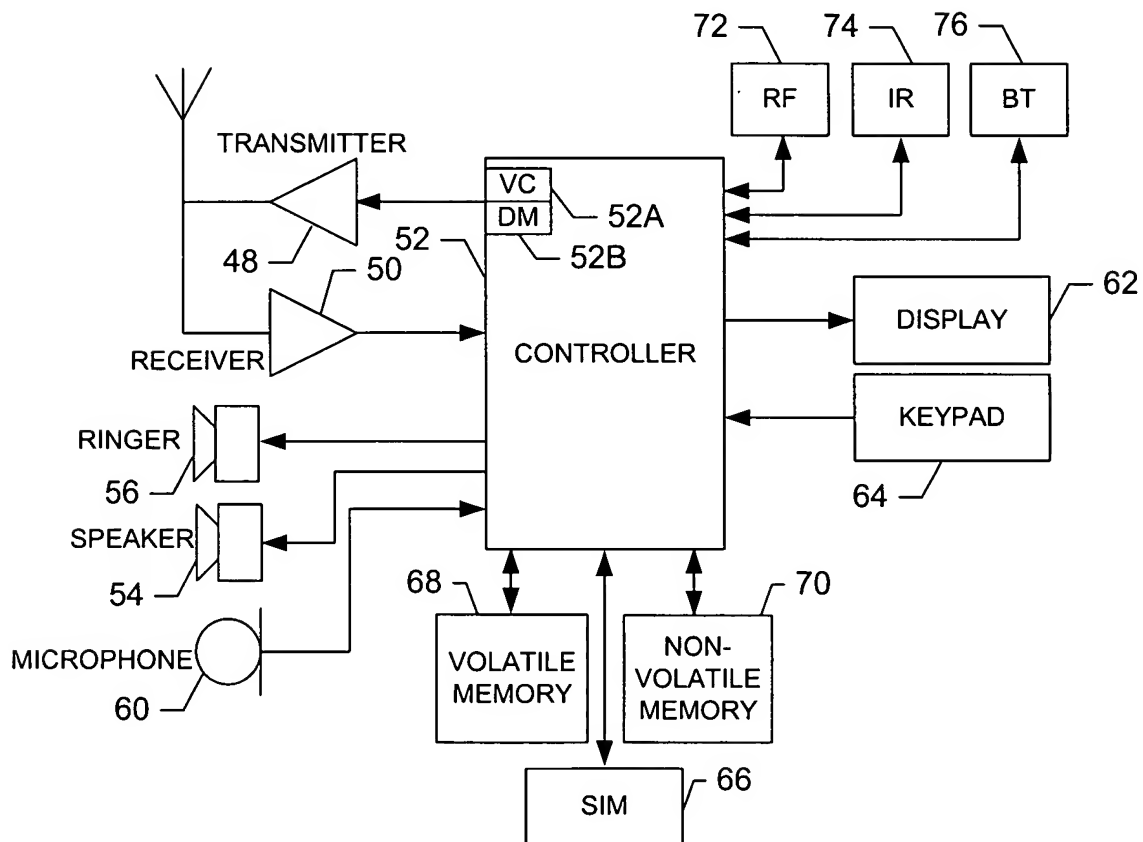 72
74
76
RF
IR
BT
TRANSMITTER
VC
DM
52A
52B
48
52
50
RECEIVER
CONTROLLER
62
DISPLAY
KEYPAD
64
RINGER
56
SPEAKER
54
MICROPHONE
60
68
70
VOLATILE
MEMORY
NON-
VOLATILE
MEMORY
SIM
66